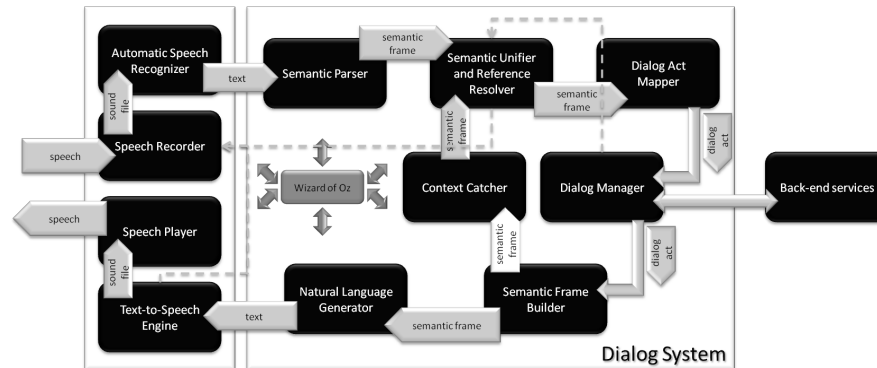 Automatic Speech
Recognizer
text
Semantic Parser
semantic
frame
Semantic Unifier
and Reference
Resolver
semantic
frame
Dialog Act
Mapper
sound
file
speech
Speech Recorder
semantic
frame
dialog
act
Wizard of Oz
Context Catcher
Dialog Manager
Back-end services
speech
Speech Player
sound
file
semantic
frame
dialog
act
Text-to-Speech
Engine
text
Natural Language
Generator
semantic frame
Semantic Frame
Builder
Dialog System